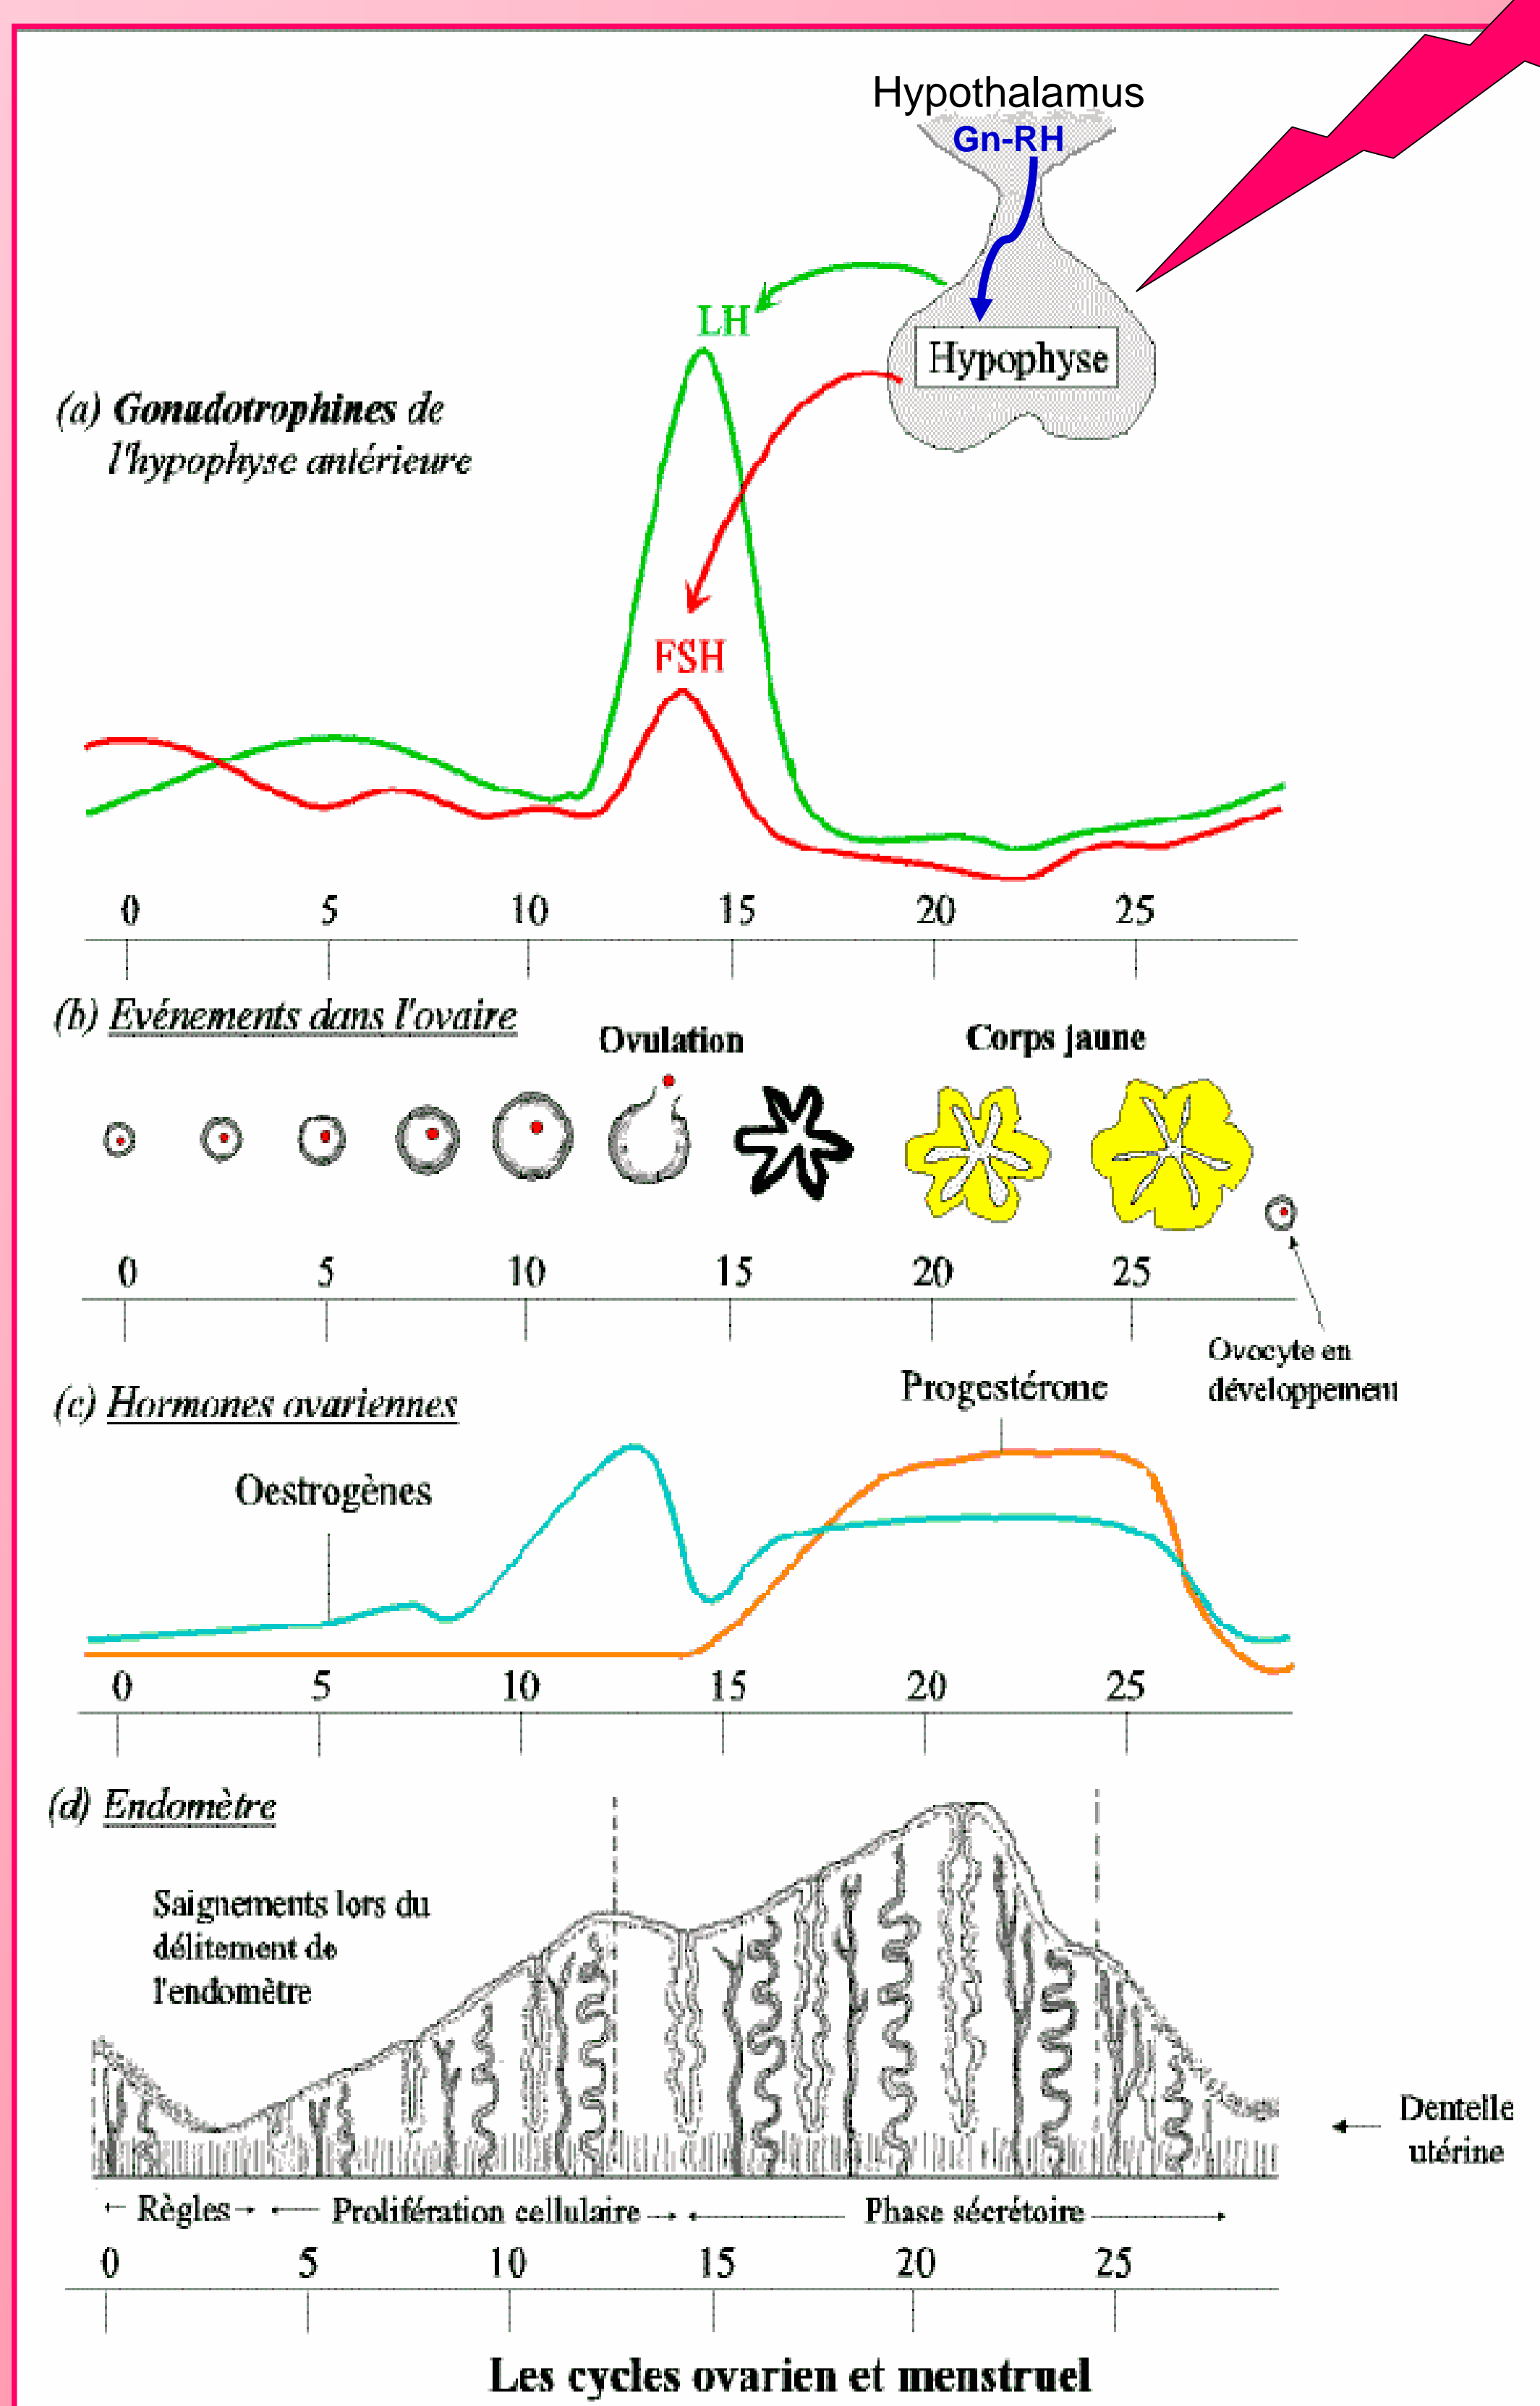 Hypothalamus
Gn-RH
LH
Hypophyse
(a) Gonadotrophines de
l'hypophyse antérieure
FSH
0 5 10 15 20 25
(b) Evénements dans l'ovaire
Ovulation
Corps jaune
0 5 10 15 20 25
Ovocyte en
développement
Progestérone
(c) Hormones ovariennes
Oestrogènes
0 5 10 15 20 25
(d) Endomètre
Saignements lors du
délitement de
l'endomètre
Dentelle
utérine
Règles
Prolifération cellulaire
Phase sécrétoire
0 5 10 15 20 25
Les cycles ovarien et menstruel